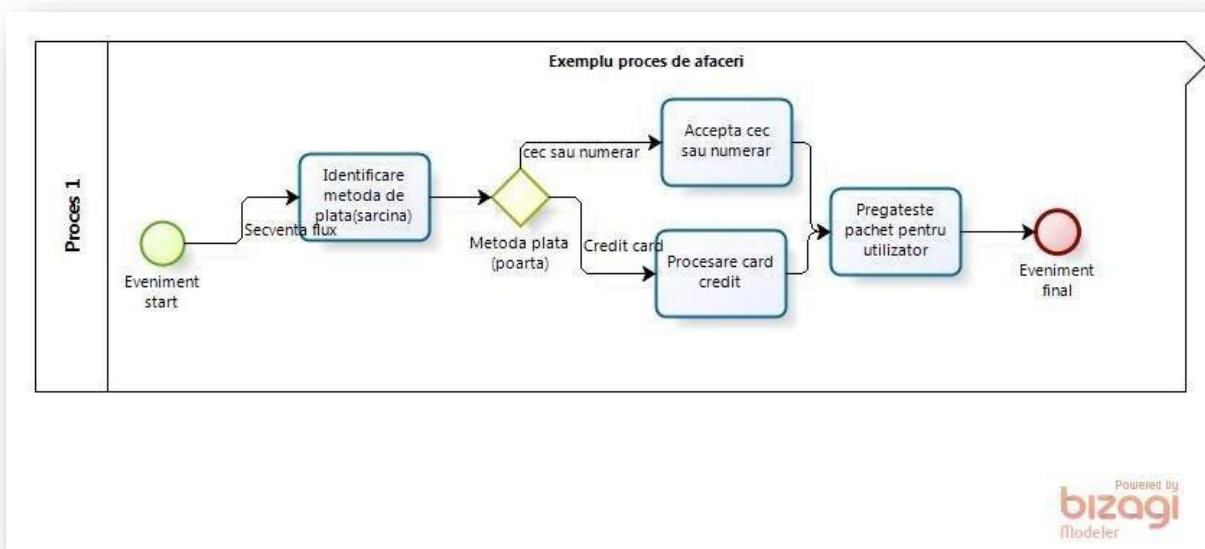 Exemplu proces de afaceri
Proces 1
Eveniment
start
Secventa flux
Identificare
metoda de
plata(sarcina)
Metoda plata
(poarta)
cec sau numerar
Credit card
Accepta cec
sau numerar
Procesare card
credit
Pregateste
pachet pentru
utilizator
Eveniment
final
Powered by
bizagi
Modeler